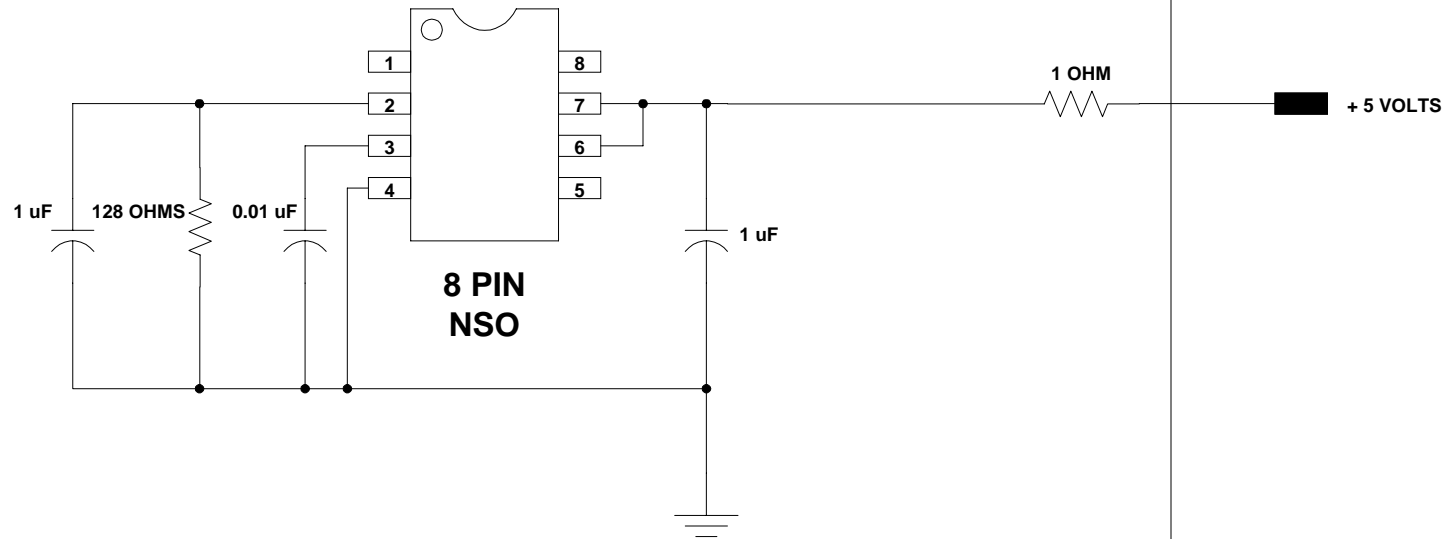 1 OHM
+ 5 VOLTS
1
8
2
7
3
6
4
5
1 uF
128 OHMS
0.01 uF
1 uF
8 PIN
NSO